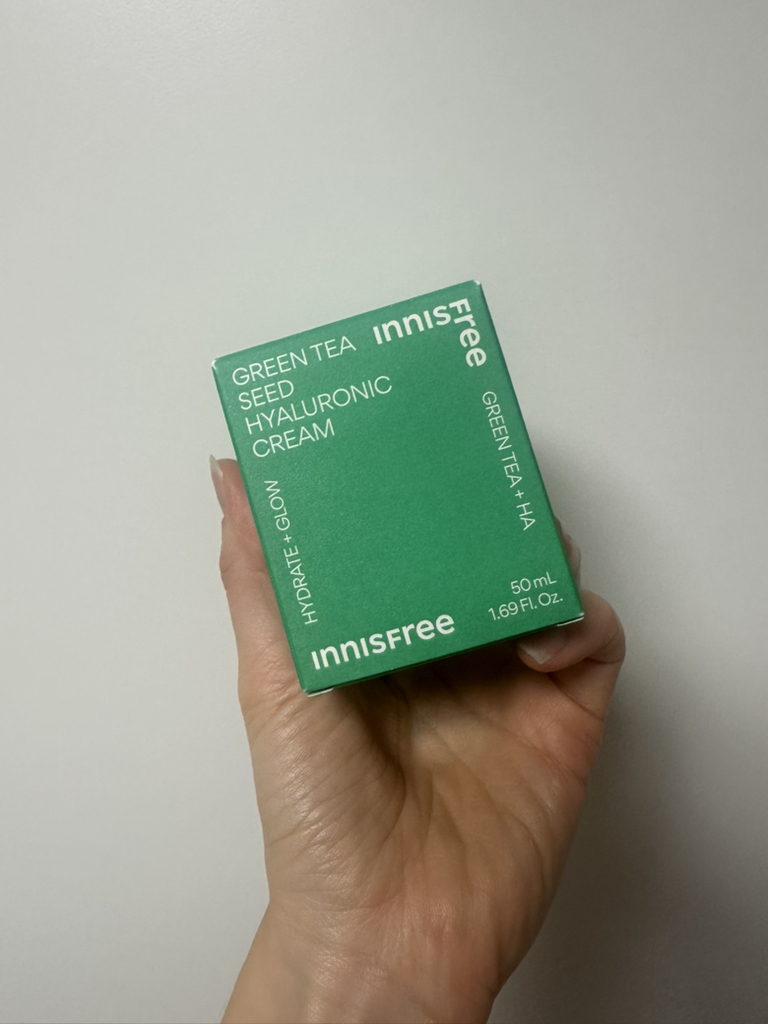 GREEN TEA
SEED
HYALURONIC
CREAM
innisFree
GREEN TEA + HA
HYDRATE + GLOW
50 mL
1.69 Fl. Oz.
innisFree